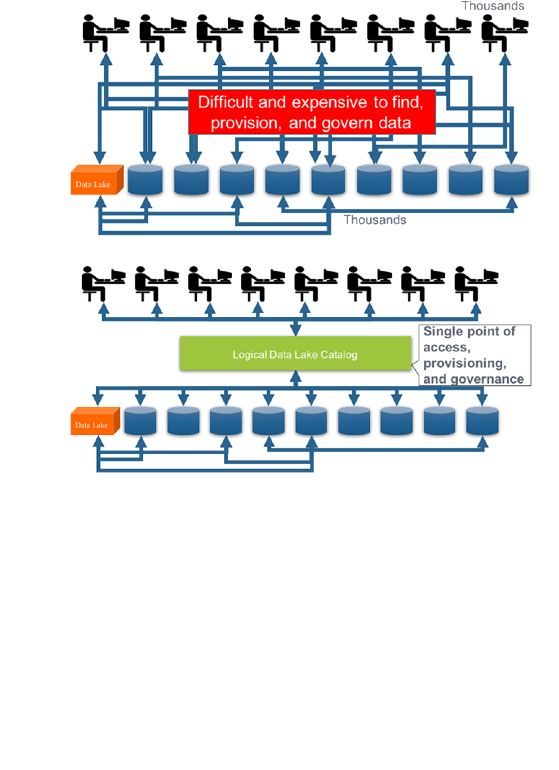 Thousands
Difficult and expensive to find,
provision, and govern data
Data Lake
Thousands
Single point of
access,
provisioning,
and governance
Logical Data Lake Catalog
Data Lake